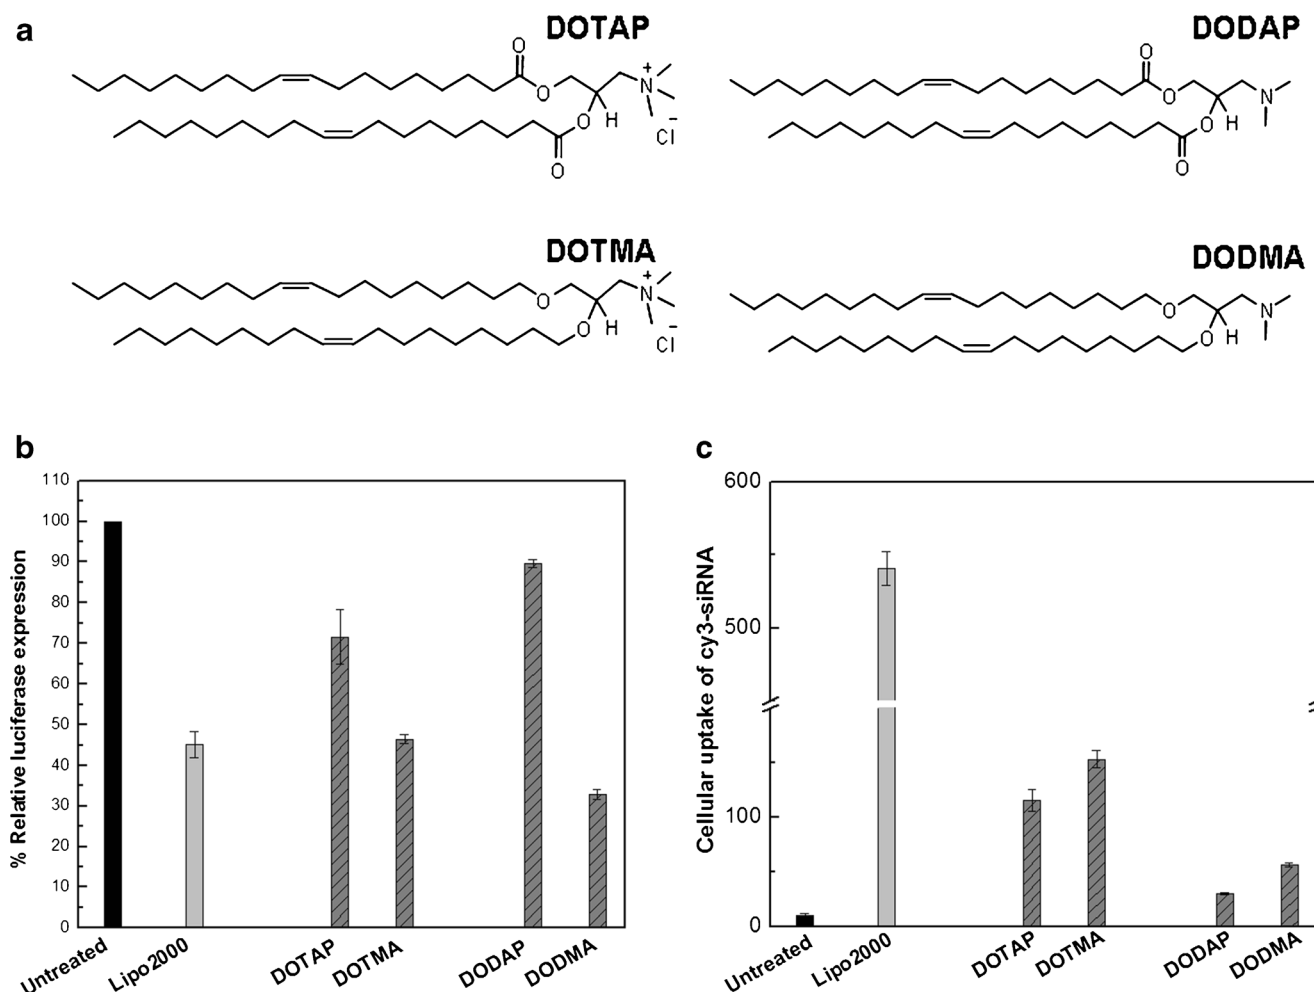 a
DOTAP
O
O
N
+
O
H
Cl
-
O
DODAP
O
O
N
O
H
O
DOTMA
O
N
+
O
H
Cl
-
DODMA
O
N
O
H
b
110
100
90
80
70
60
50
40
30
20
10
0
% Relative luciferase expression
Untreated
Lipo2000
DOTAP
DOTMA
DODAP
DODMA
c
600
500
100
0
Cellular uptake of cy3-siRNA
Untreated
Lipo2000
DOTAP
DOTMA
DODAP
DODMA